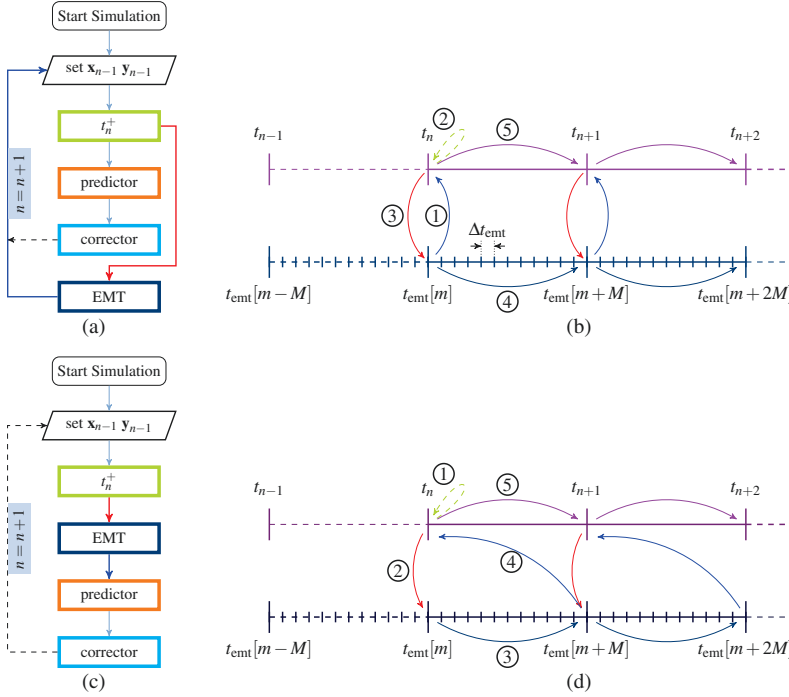 Start Simulation
set x_{n−1} y_{n−1}
t_n^+
predictor
corrector
EMT
n = n + 1
(a)
t_{n−1} t_n t_{n+1} t_{n+2}
② ⑤
③ ①
Δt_emt
④
t_emt[m − M] t_emt[m] t_emt[m + M] t_emt[m + 2M]
(b)
Start Simulation
set x_{n−1} y_{n−1}
t_n^+
EMT
predictor
corrector
n = n + 1
(c)
t_{n−1} t_n t_{n+1} t_{n+2}
① ⑤
② ④
③
t_emt[m − M] t_emt[m] t_emt[m + M] t_emt[m + 2M]
(d)